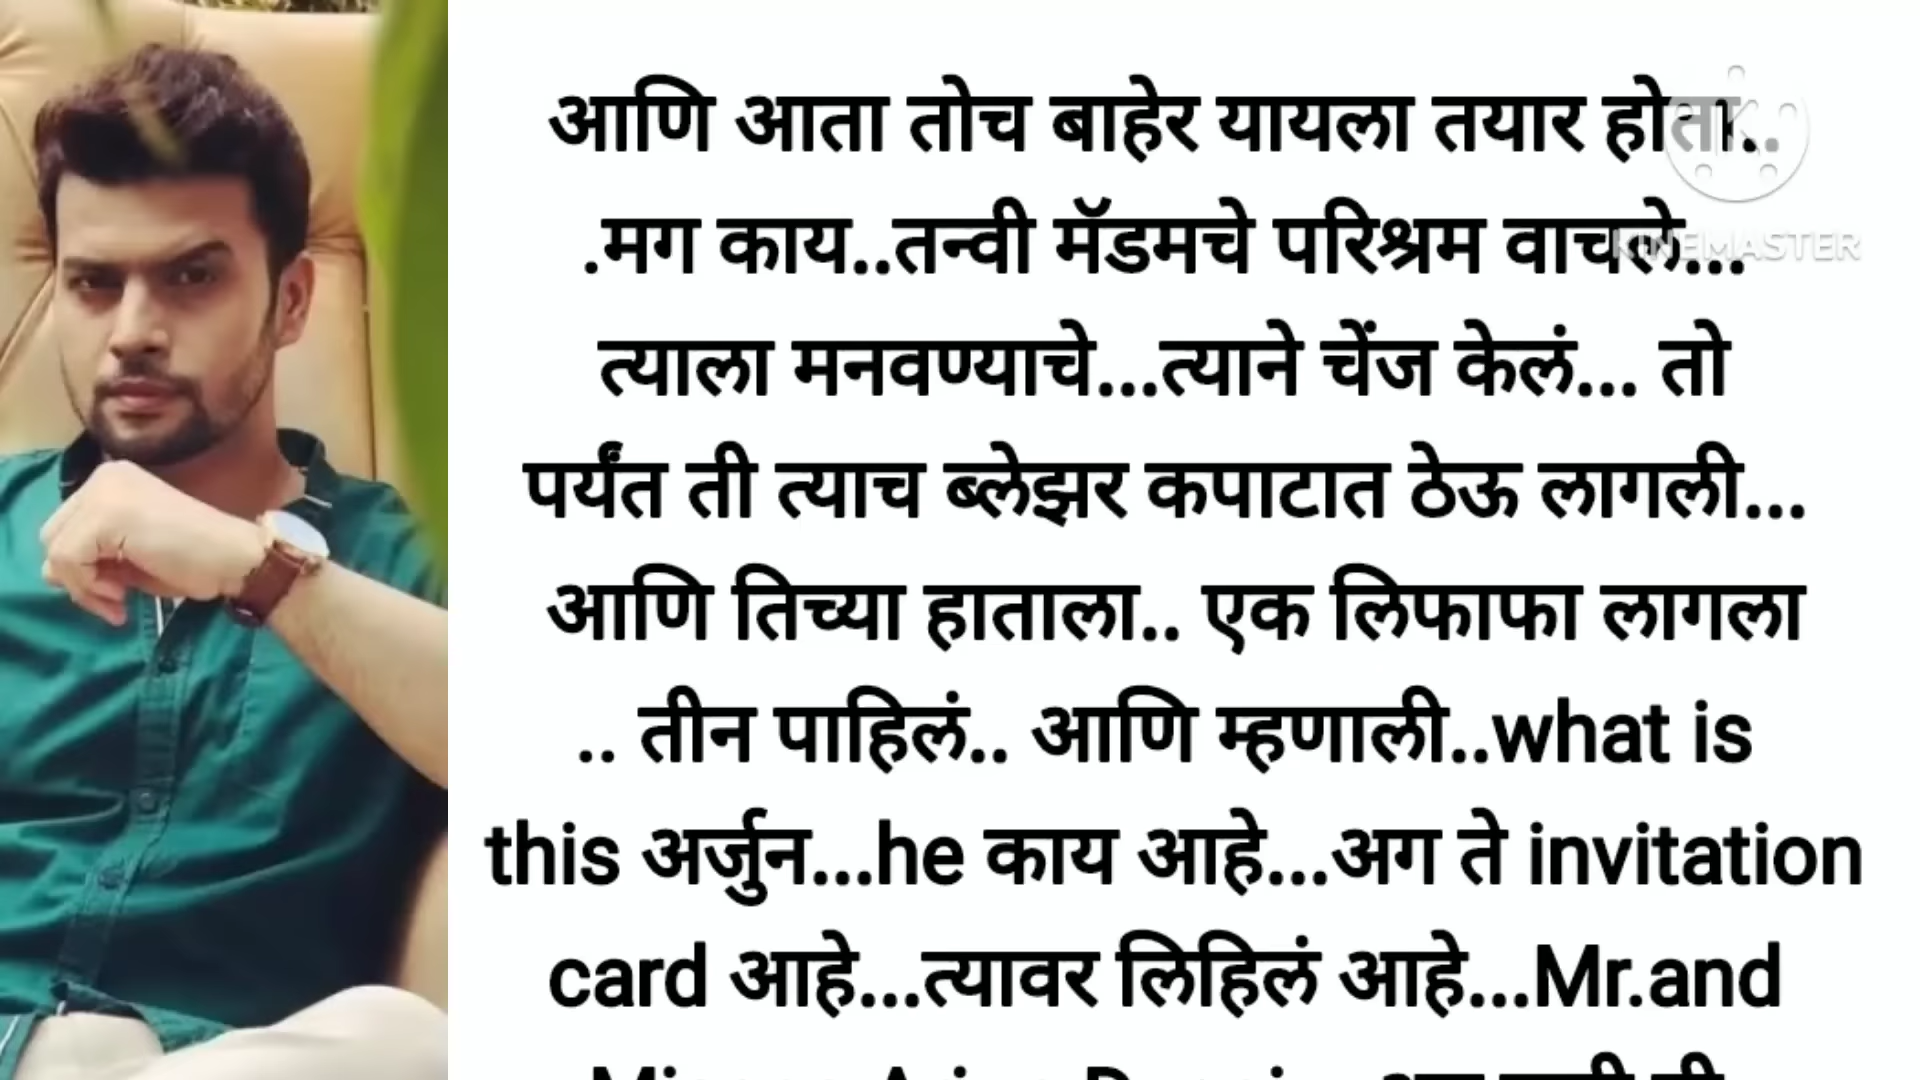 आणि आता तोच बाहेर यायला तयार होता..
.मग काय..तन्वी मॅडमचे परिश्रम वाचले...
त्याला मनवण्याचे...त्याने चेंज केलं... तो
पर्यंत ती त्याच ब्लेझर कपाटात ठेऊ लागली...
आणि तिच्या हाताला.. एक लिफाफा लागला
.. तीन पाहिलं.. आणि म्हणाली..what is
this अर्जुन...he काय आहे...अग ते invitation
card आहे...त्यावर लिहिलं आहे...Mr.and
KINEMASTER